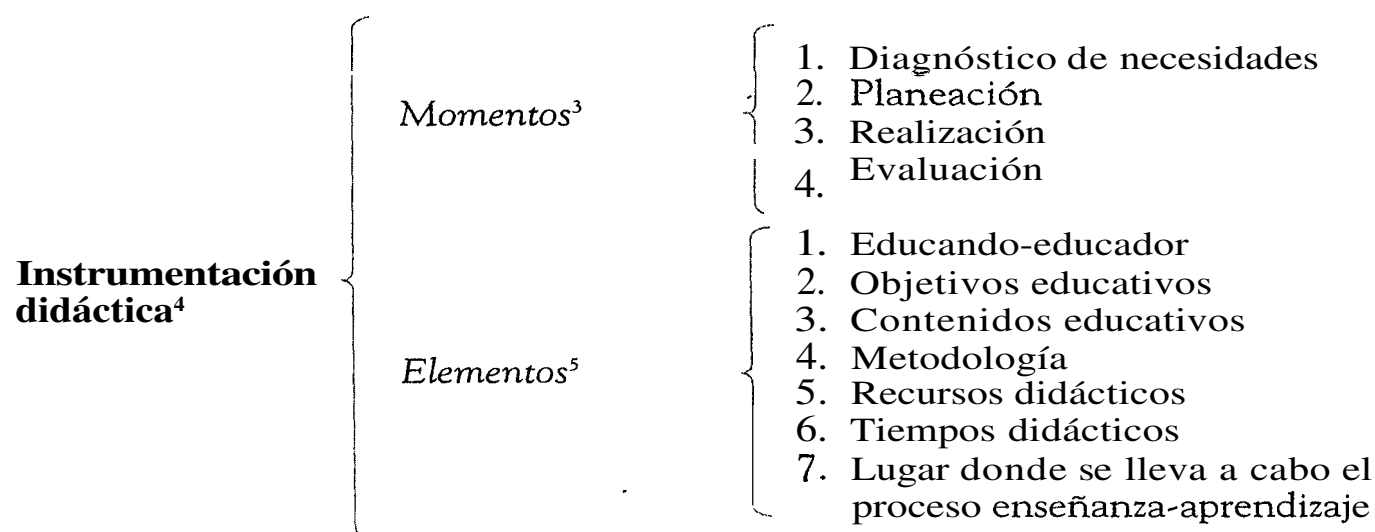 Momentos³
1. Diagnóstico de necesidades
2. Planeación
3. Realización
4. Evaluación
Instrumentación
didáctica⁴
Elementos⁵
1. Educando-educador
2. Objetivos educativos
3. Contenidos educativos
4. Metodología
5. Recursos didácticos
6. Tiempos didácticos
7. Lugar donde se lleva a cabo el
proceso enseñanza-aprendizaje